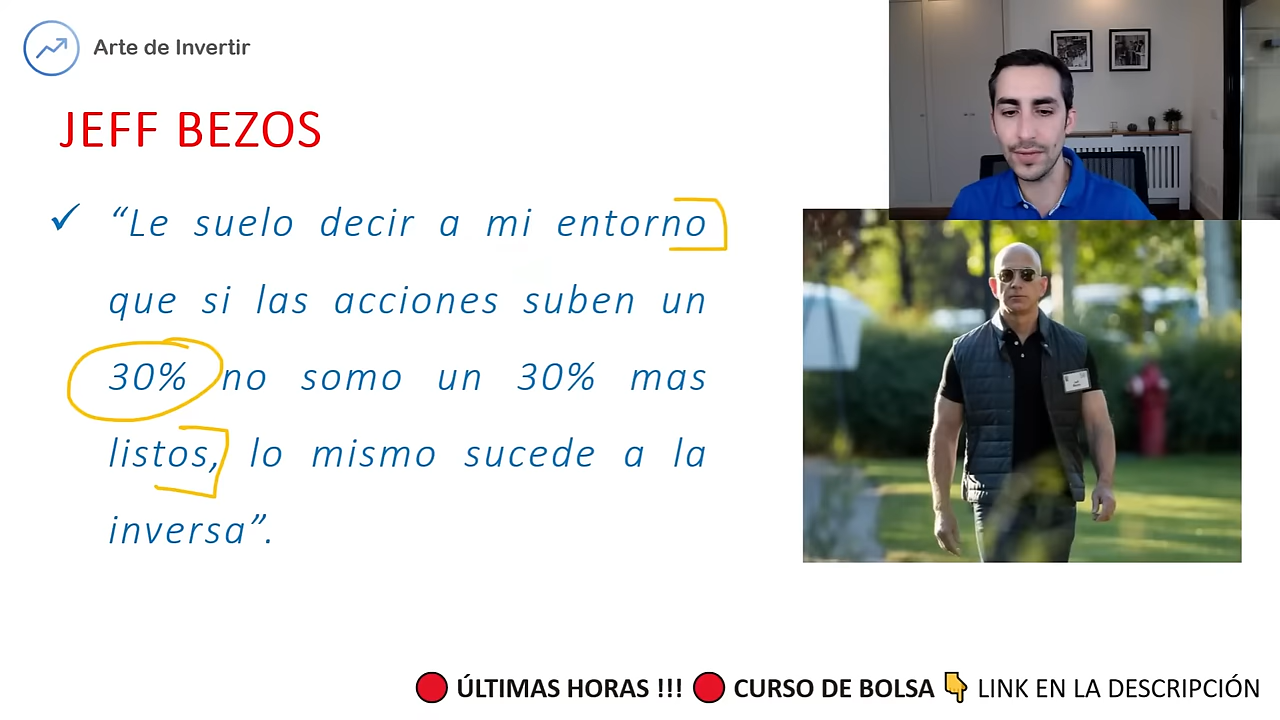 Arte de Invertir
JEFF BEZOS
✓ “Le suelo decir a mi entorno
que si las acciones suben un
30% no somo un 30% mas
listos, lo mismo sucede a la
inversa”.
🔴 ÚLTIMAS HORAS !!! 🔴 CURSO DE BOLSA 👇 LINK EN LA DESCRIPCIÓN